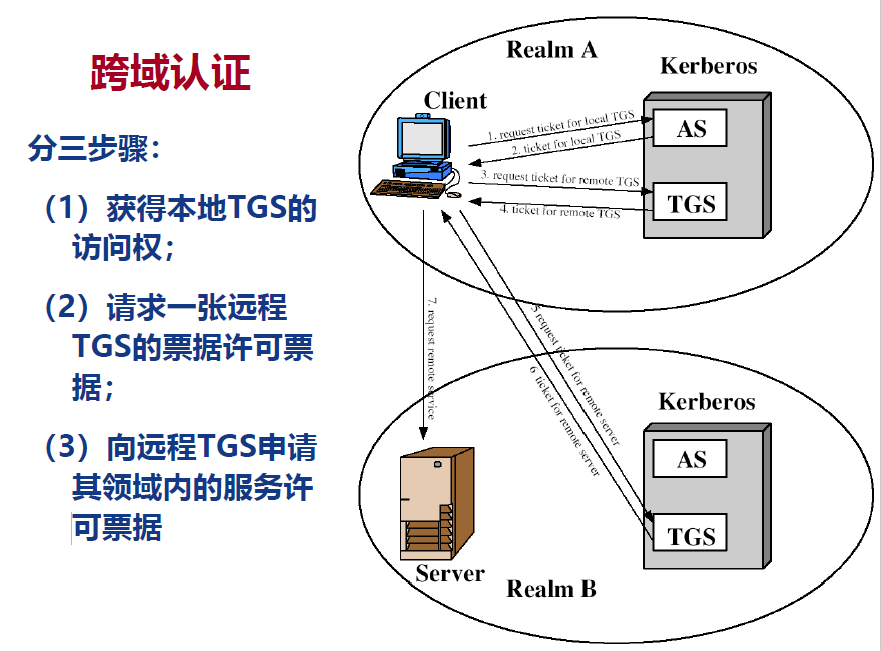 跨域认证
分三步骤：
（1）获得本地TGS的
访问权；
（2）请求一张远程
TGS的票据许可票
据；
（3）向远程TGS申请
其领域内的服务许
可票据
Realm A
Kerberos
Client
1. request ticket for local TGS
AS
2. ticket for local TGS
3. request ticket for remote TGS
TGS
4. ticket for remote TGS
7. request remote service
5 request ticket for remote server
6. ticket for remote server
Kerberos
AS
TGS
Server
Realm B